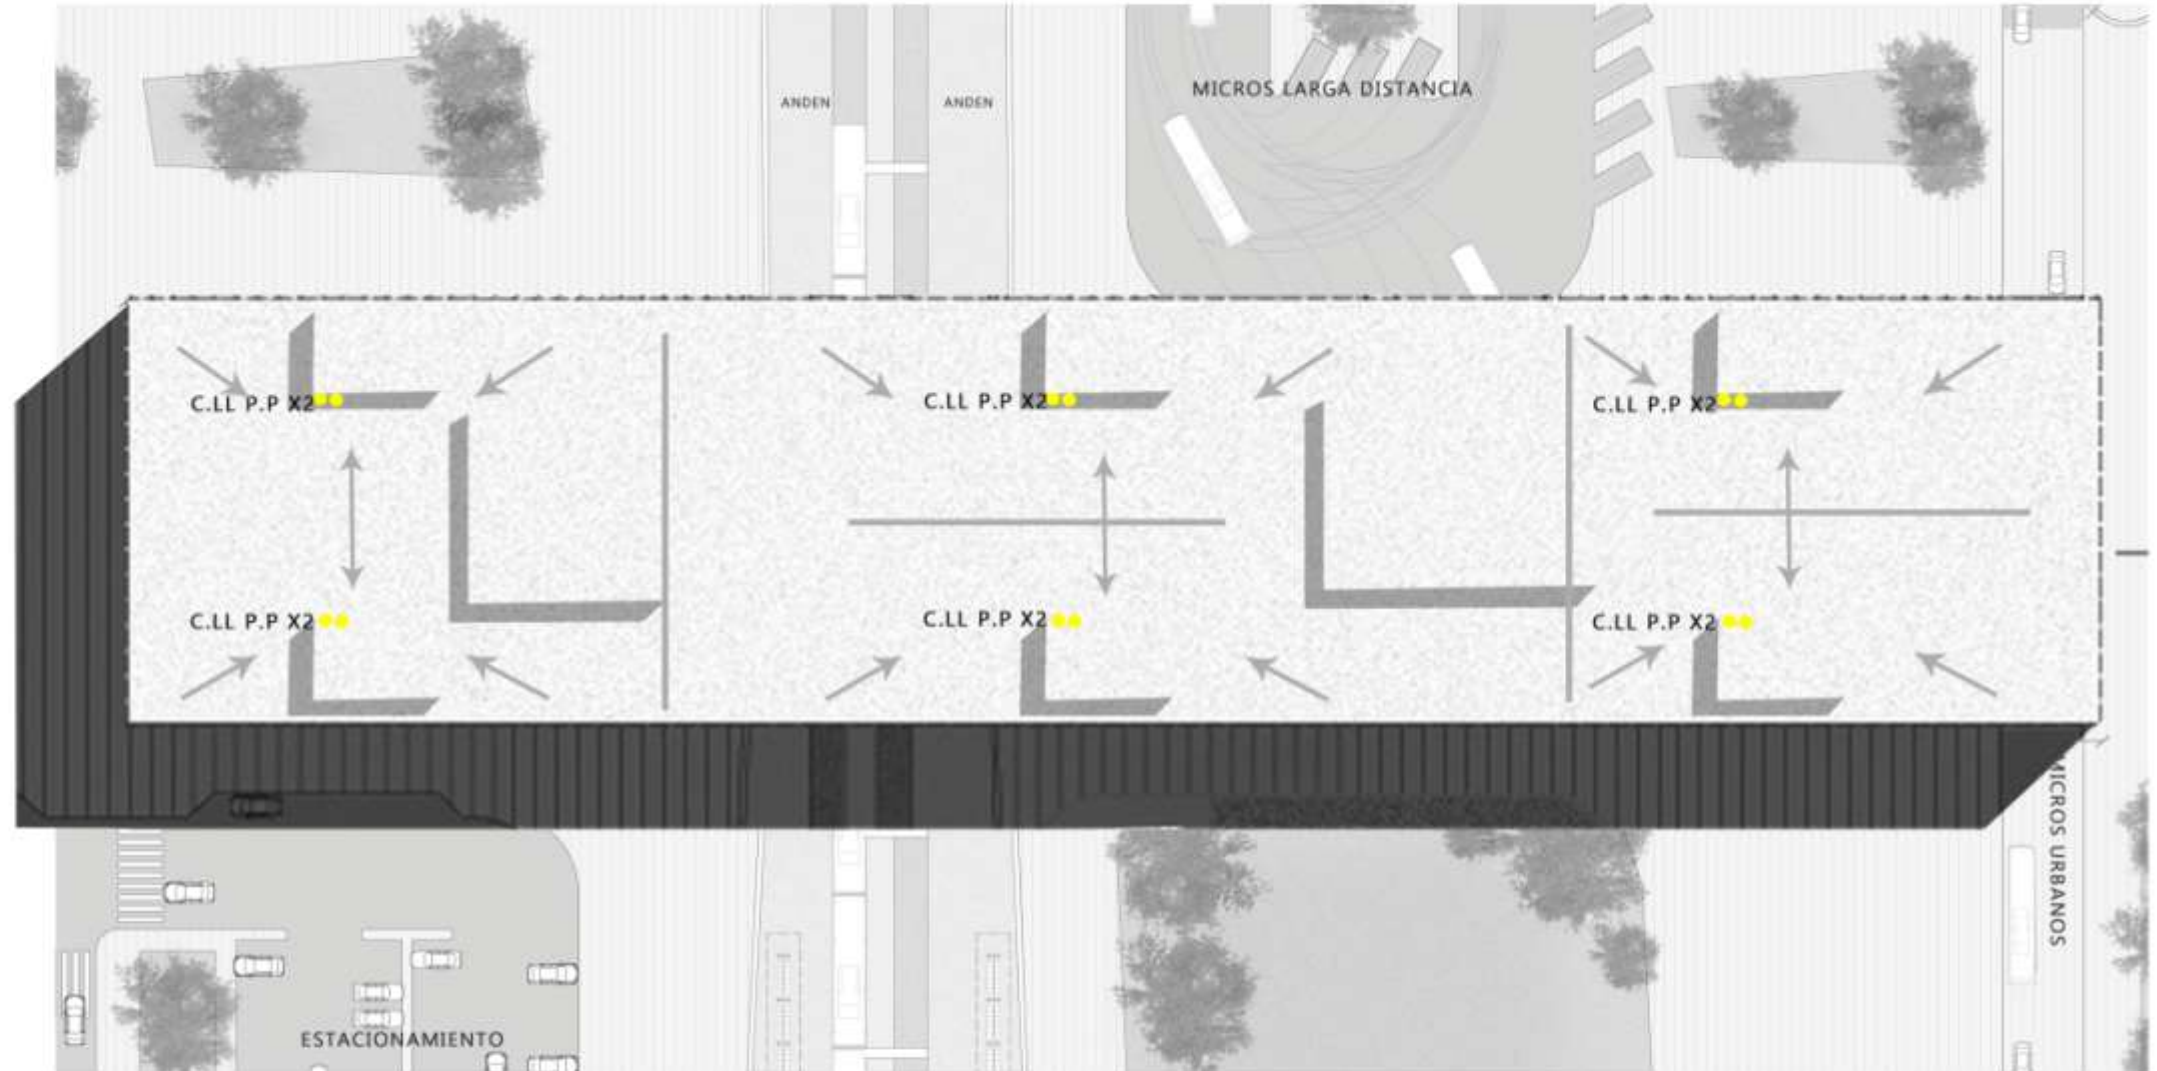 MICROS LARGA DISTANCIA
ANDEN
ANDEN
C.LL P.P X2
C.LL P.P X2
C.LL P.P X2
C.LL P.P X2
C.LL P.P X2
C.LL P.P X2
MICROS URBANOS
ESTACIONAMIENTO